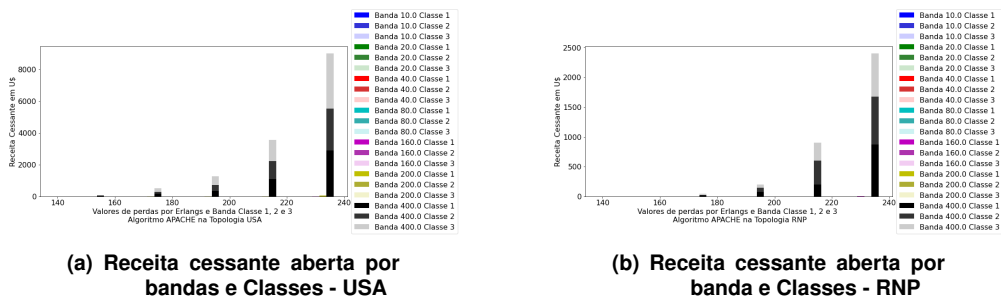 Receita Cessante em U$
8000
6000
4000
2000
0
140
160
180
200
220
240
Valores de perdas por Erlangs e Banda Classe 1, 2 e 3
Algoritmo APACHE na Topologia USA
Banda 10.0 Classe 1
Banda 10.0 Classe 2
Banda 10.0 Classe 3
Banda 20.0 Classe 1
Banda 20.0 Classe 2
Banda 20.0 Classe 3
Banda 40.0 Classe 1
Banda 40.0 Classe 2
Banda 40.0 Classe 3
Banda 80.0 Classe 1
Banda 80.0 Classe 2
Banda 80.0 Classe 3
Banda 160.0 Classe 1
Banda 160.0 Classe 2
Banda 160.0 Classe 3
Banda 200.0 Classe 1
Banda 200.0 Classe 2
Banda 200.0 Classe 3
Banda 400.0 Classe 1
Banda 400.0 Classe 2
Banda 400.0 Classe 3
(a) Receita cessante aberta por
bandas e Classes - USA
Receita Cessante em U$
2500
2000
1500
1000
500
0
140
160
180
200
220
240
Valores de perdas por Erlangs e Banda Classe 1, 2 e 3
Algoritmo APACHE na Topologia RNP
Banda 10.0 Classe 1
Banda 10.0 Classe 2
Banda 10.0 Classe 3
Banda 20.0 Classe 1
Banda 20.0 Classe 2
Banda 20.0 Classe 3
Banda 40.0 Classe 1
Banda 40.0 Classe 2
Banda 40.0 Classe 3
Banda 80.0 Classe 1
Banda 80.0 Classe 2
Banda 80.0 Classe 3
Banda 160.0 Classe 1
Banda 160.0 Classe 2
Banda 160.0 Classe 3
Banda 200.0 Classe 1
Banda 200.0 Classe 2
Banda 200.0 Classe 3
Banda 400.0 Classe 1
Banda 400.0 Classe 2
Banda 400.0 Classe 3
(b) Receita cessante aberta por
banda e Classes - RNP